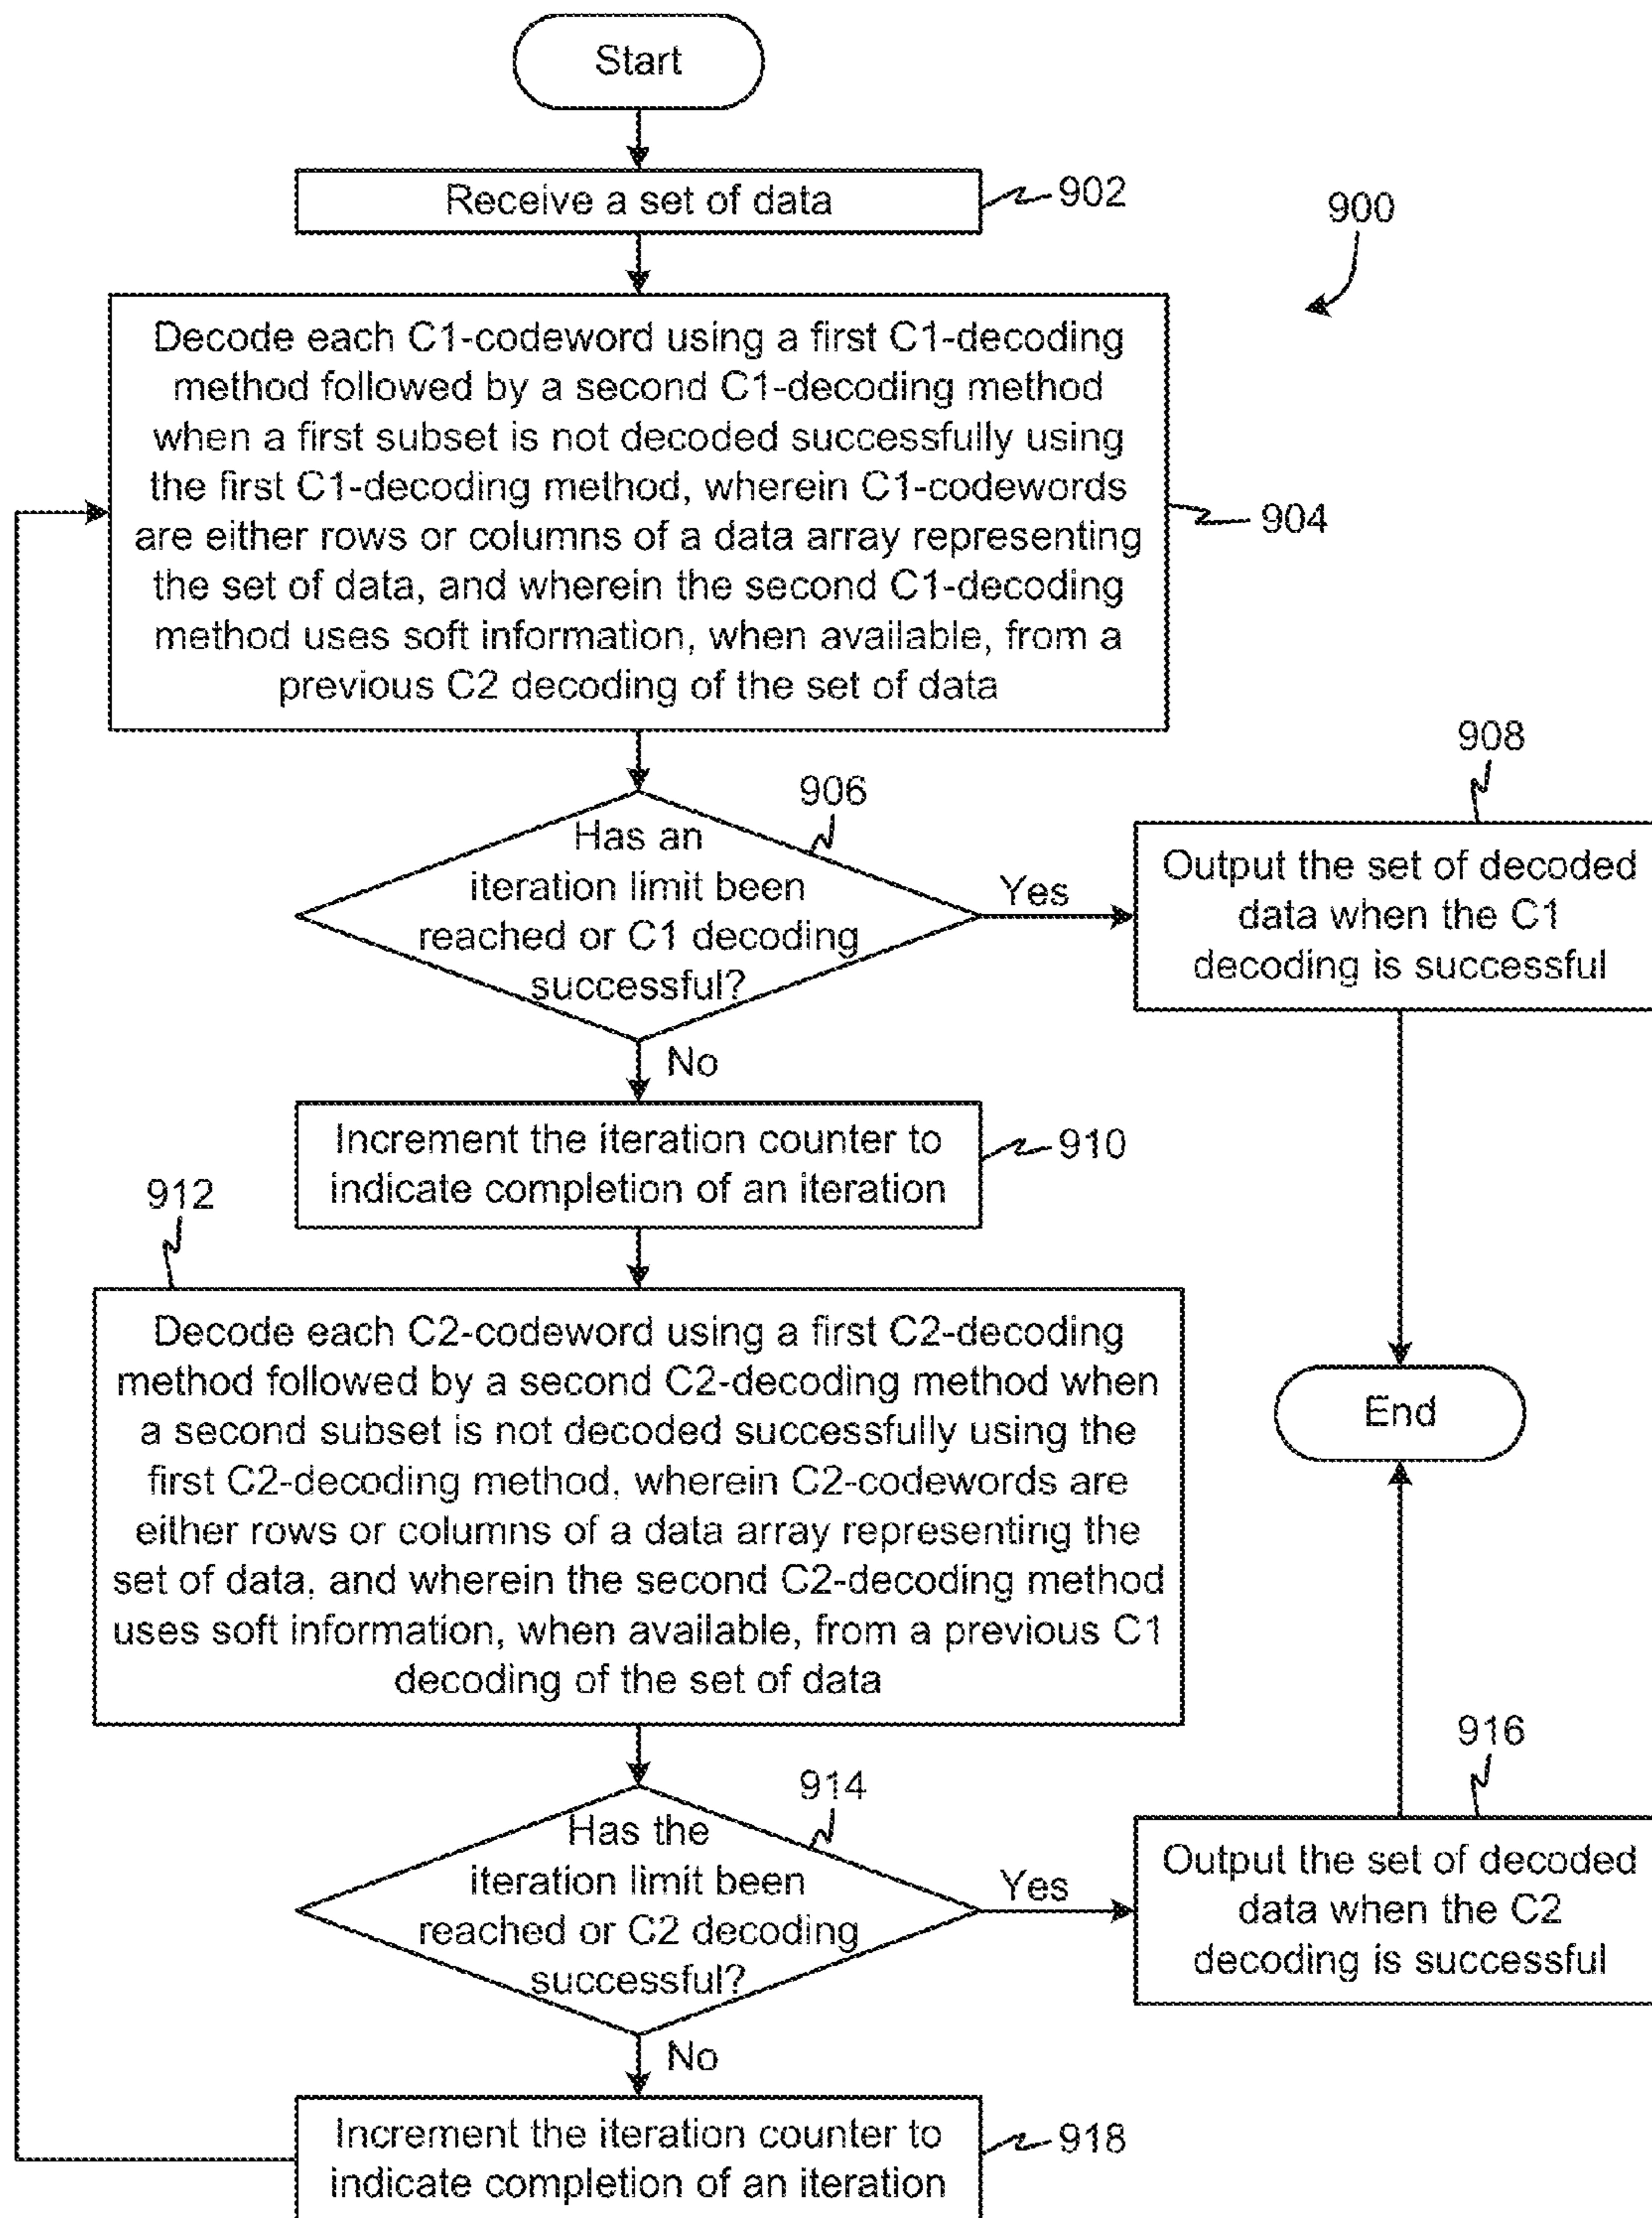 Start
Receive a set of data
902
900
Decode each C1-codeword using a first C1-decoding
method followed by a second C1-decoding method
when a first subset is not decoded successfully using
the first C1-decoding method, wherein C1-codewords
are either rows or columns of a data array representing
the set of data, and wherein the second C1-decoding
method uses soft information, when available, from a
previous C2 decoding of the set of data
904
906
Has an
iteration limit been
reached or C1 decoding
successful?
Yes
908
Output the set of decoded
data when the C1
decoding is successful
No
Increment the iteration counter to
indicate completion of an iteration
910
912
Decode each C2-codeword using a first C2-decoding
method followed by a second C2-decoding method when
a second subset is not decoded successfully using the
first C2-decoding method, wherein C2-codewords are
either rows or columns of a data array representing the
set of data, and wherein the second C2-decoding method
uses soft information, when available, from a previous C1
decoding of the set of data
End
914
Has the
iteration limit been
reached or C2 decoding
successful?
Yes
916
Output the set of decoded
data when the C2
decoding is successful
No
Increment the iteration counter to
indicate completion of an iteration
918